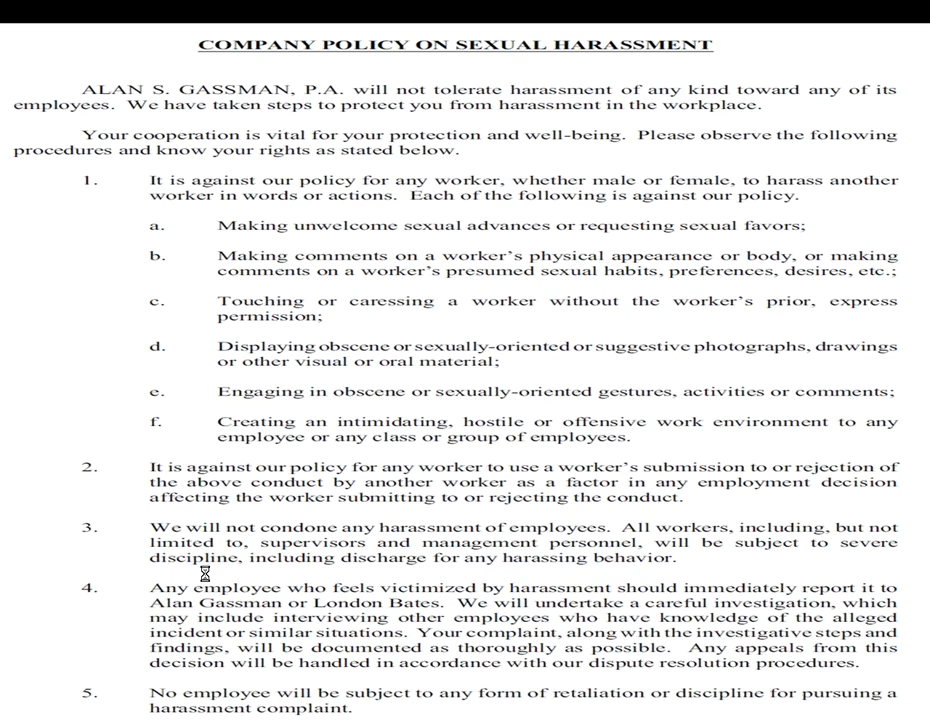 COMPANY POLICY ON SEXUAL HARASSMENT
ALAN S. GASSMAN, P.A. will not tolerate harassment of any kind toward any of its
employees. We have taken steps to protect you from harassment in the workplace.
Your cooperation is vital for your protection and well-being. Please observe the following
procedures and know your rights as stated below.
1. It is against our policy for any worker, whether male or female, to harass another
worker in words or actions. Each of the following is against our policy.
a. Making unwelcome sexual advances or requesting sexual favors;
b. Making comments on a worker's physical appearance or body, or making
comments on a worker's presumed sexual habits, preferences, desires, etc.;
c. Touching or caressing a worker without the worker's prior, express
permission;
d. Displaying obscene or sexually-oriented or suggestive photographs, drawings
or other visual or oral material;
e. Engaging in obscene or sexually-oriented gestures, activities or comments;
f. Creating an intimidating, hostile or offensive work environment to any
employee or any class or group of employees.
2. It is against our policy for any worker to use a worker's submission to or rejection of
the above conduct by another worker as a factor in any employment decision
affecting the worker submitting to or rejecting the conduct.
3. We will not condone any harassment of employees. All workers, including, but not
limited to, supervisors and management personnel, will be subject to severe
discipline, including discharge for any harassing behavior.
4. Any employee who feels victimized by harassment should immediately report it to
Alan Gassman or London Bates. We will undertake a careful investigation, which
may include interviewing other employees who have knowledge of the alleged
incident or similar situations. Your complaint, along with the investigative steps and
findings, will be documented as thoroughly as possible. Any appeals from this
decision will be handled in accordance with our dispute resolution procedures.
5. No employee will be subject to any form of retaliation or discipline for pursuing a
harassment complaint.